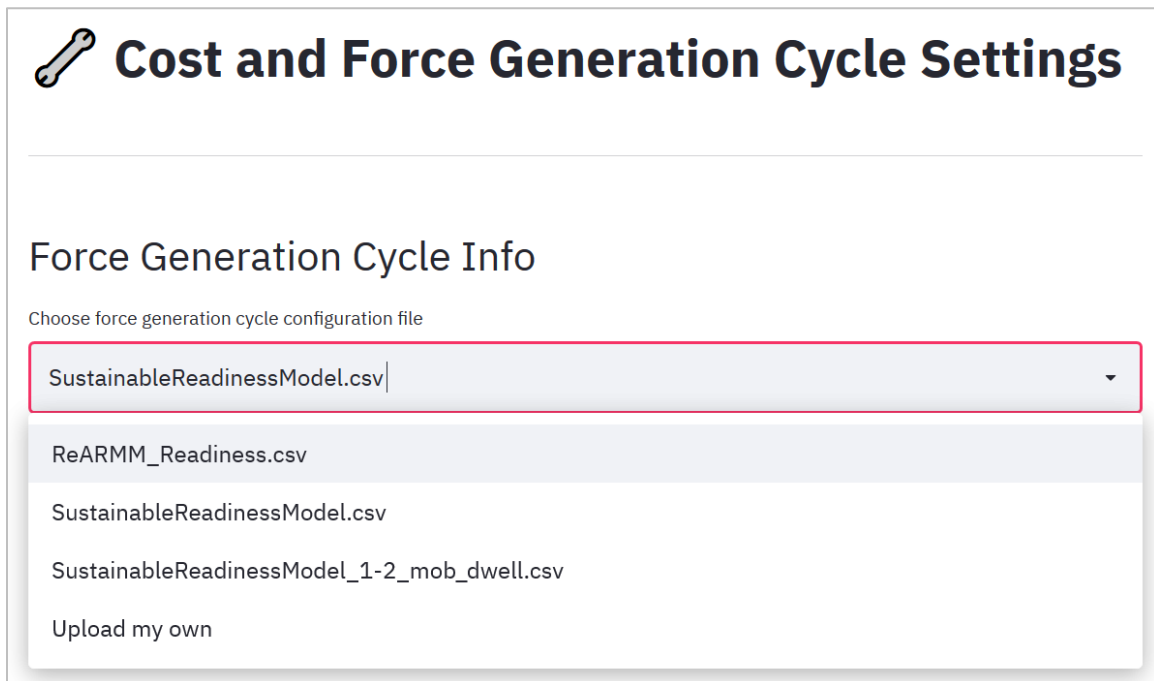 Cost and Force Generation Cycle Settings
Force Generation Cycle Info
Choose force generation cycle configuration file
SustainableReadinessModel.csv
ReARMM_Readiness.csv
SustainableReadinessModel.csv
SustainableReadinessModel_1-2_mob_dwell.csv
Upload my own